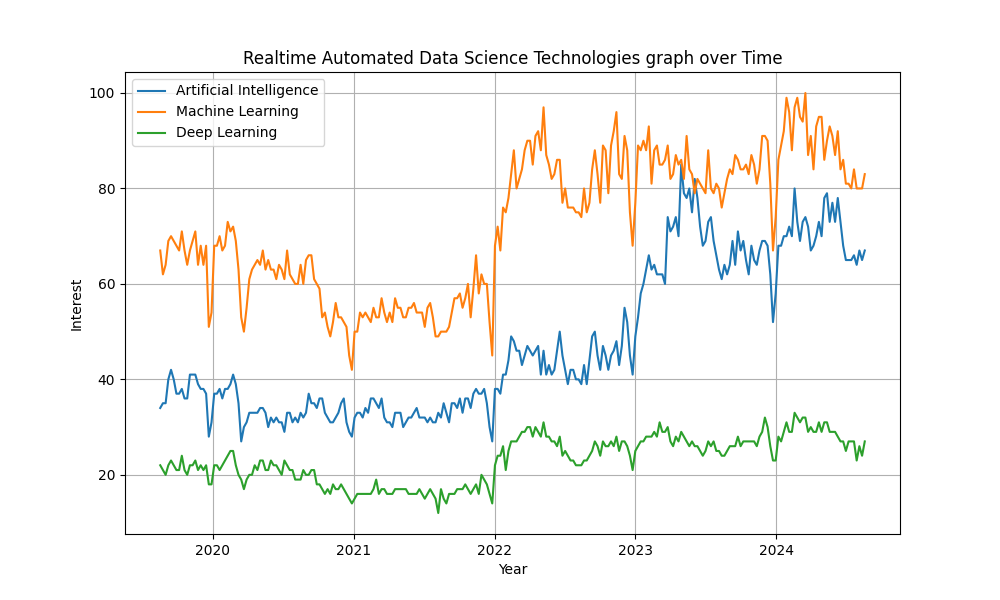 Realtime Automated Data Science Technologies graph over Time
Artificial Intelligence
Machine Learning
Deep Learning
100
80
60
40
20
Interest
2020 2021 2022 2023 2024
Year